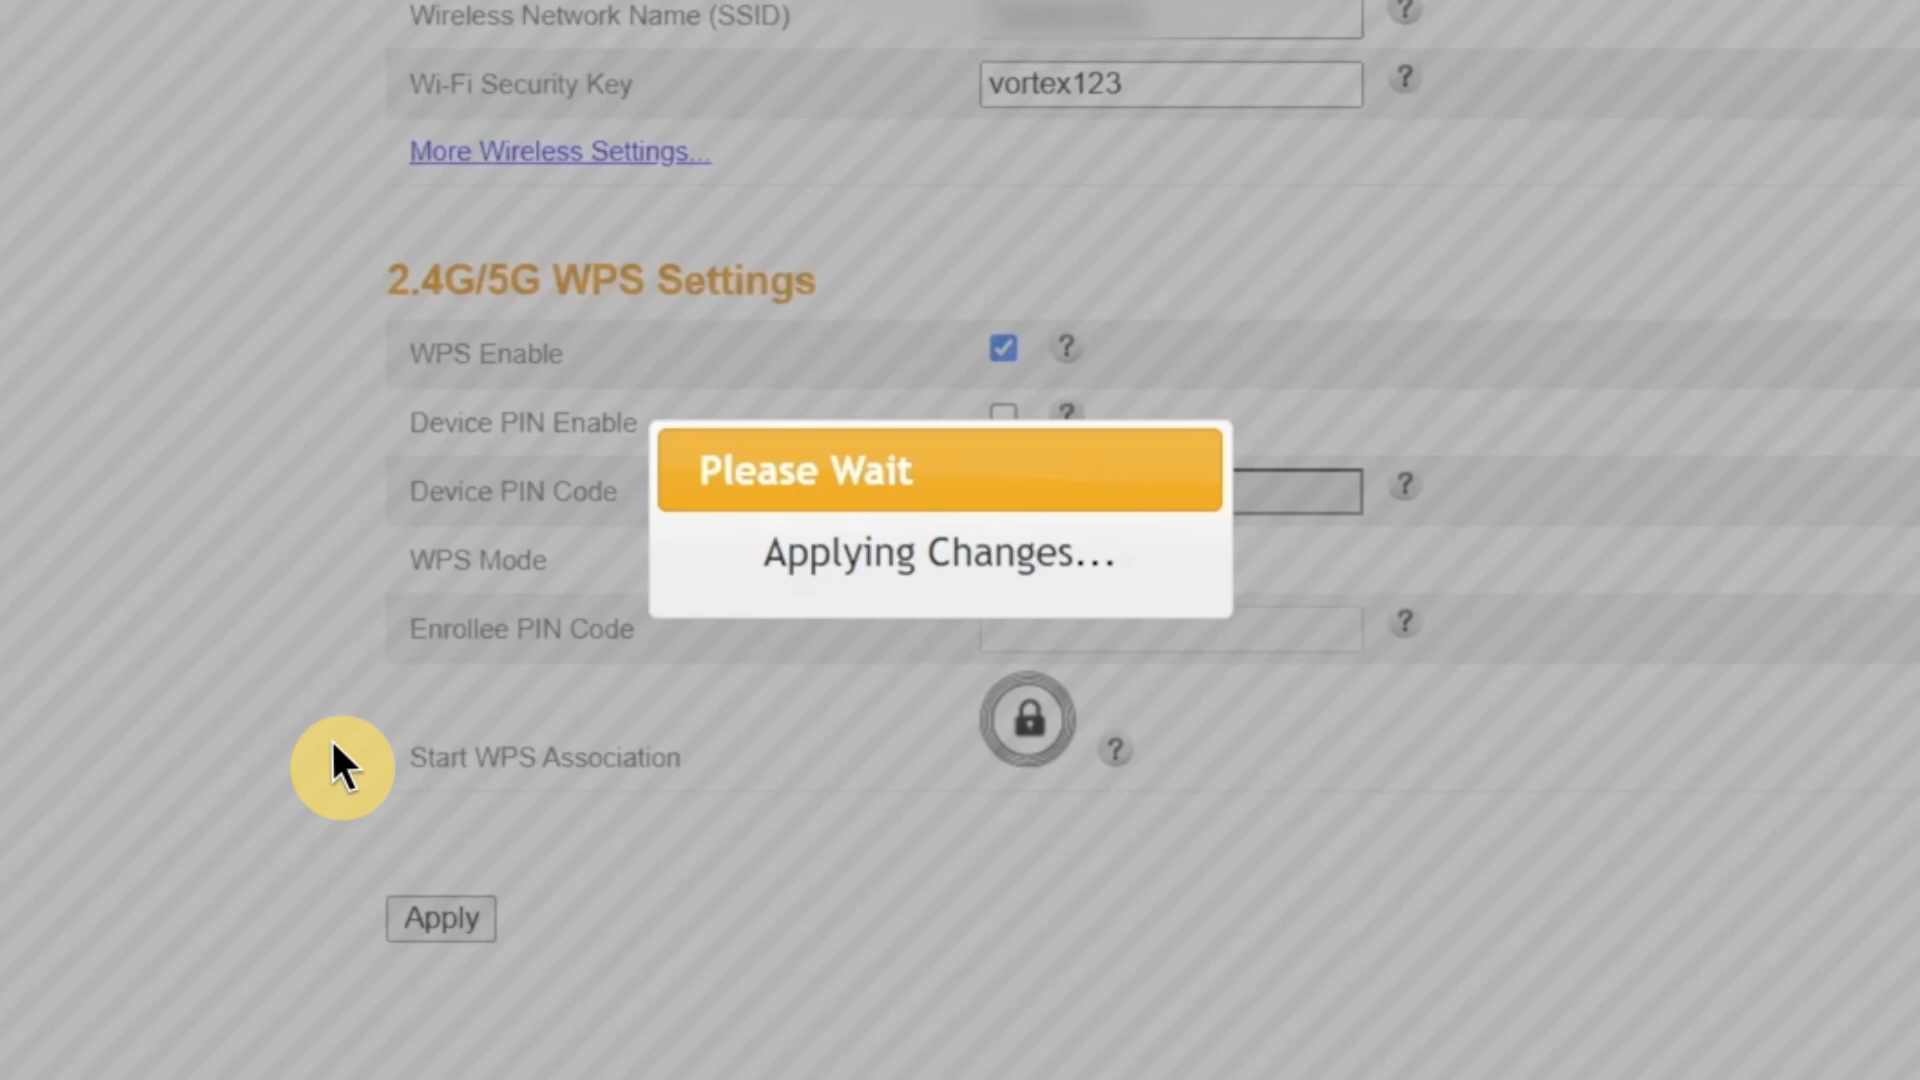 Wireless Network Name (SSID)
?
Wi-Fi Security Key
vortex123
?
More Wireless Settings...
2.4G/5G WPS Settings
WPS Enable
?
Device PIN Enable
?
Please Wait
Device PIN Code
?
Applying Changes...
WPS Mode
Enrollee PIN Code
?
Start WPS Association
?
Apply